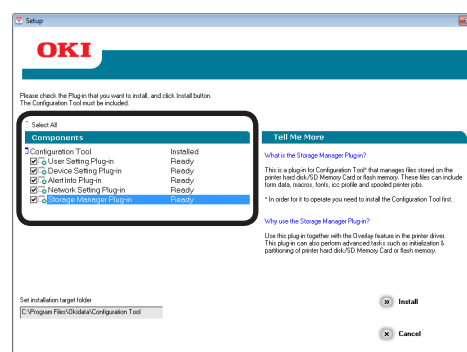 Setup
OKI
Please check the Plug-in that you want to install, and click Install button.
The Configuration Tool must be included.
Select All
Components
Configuration Tool Installed
User Setting Plug-in Ready
Device Setting Plug-in Ready
AlertInfo Plug-in Ready
Network Setting Plug-in Ready
Storage Manager Plug-in Ready
Tell Me More
What is the Storage Manager Plug-in?
This is a plug-in for Configuration Tool* that manages files stored on the
printer hard disk/SD Memory Card or flash memory. These files can include
form data, macros, fonts, icc profile and spooled printer jobs.
* In order for it to operate you need to install the Configuration Tool first.
Why use the Storage Manager Plug-in?
Use this plug-in together with the Overlay feature in the printer driver.
This plug-in can also perform advanced tasks such as initialization &
partitioning of printer hard disk/SD Memory Card or flash memory.
Set installation target folder
C:\Program Files\Okidata\Configuration Tool
Install
Cancel